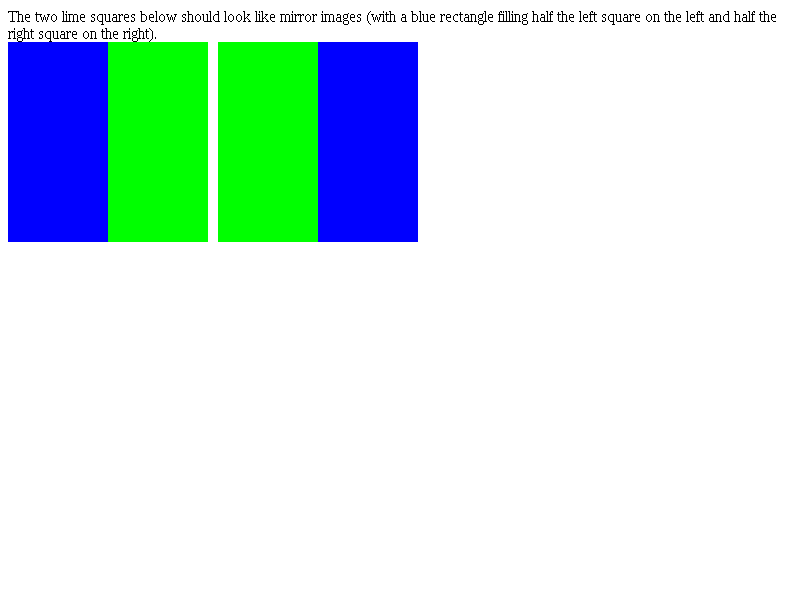 The two lime squares below should look like mirror images (with a blue rectangle filling half the left square on the left and half the
right square on the right).